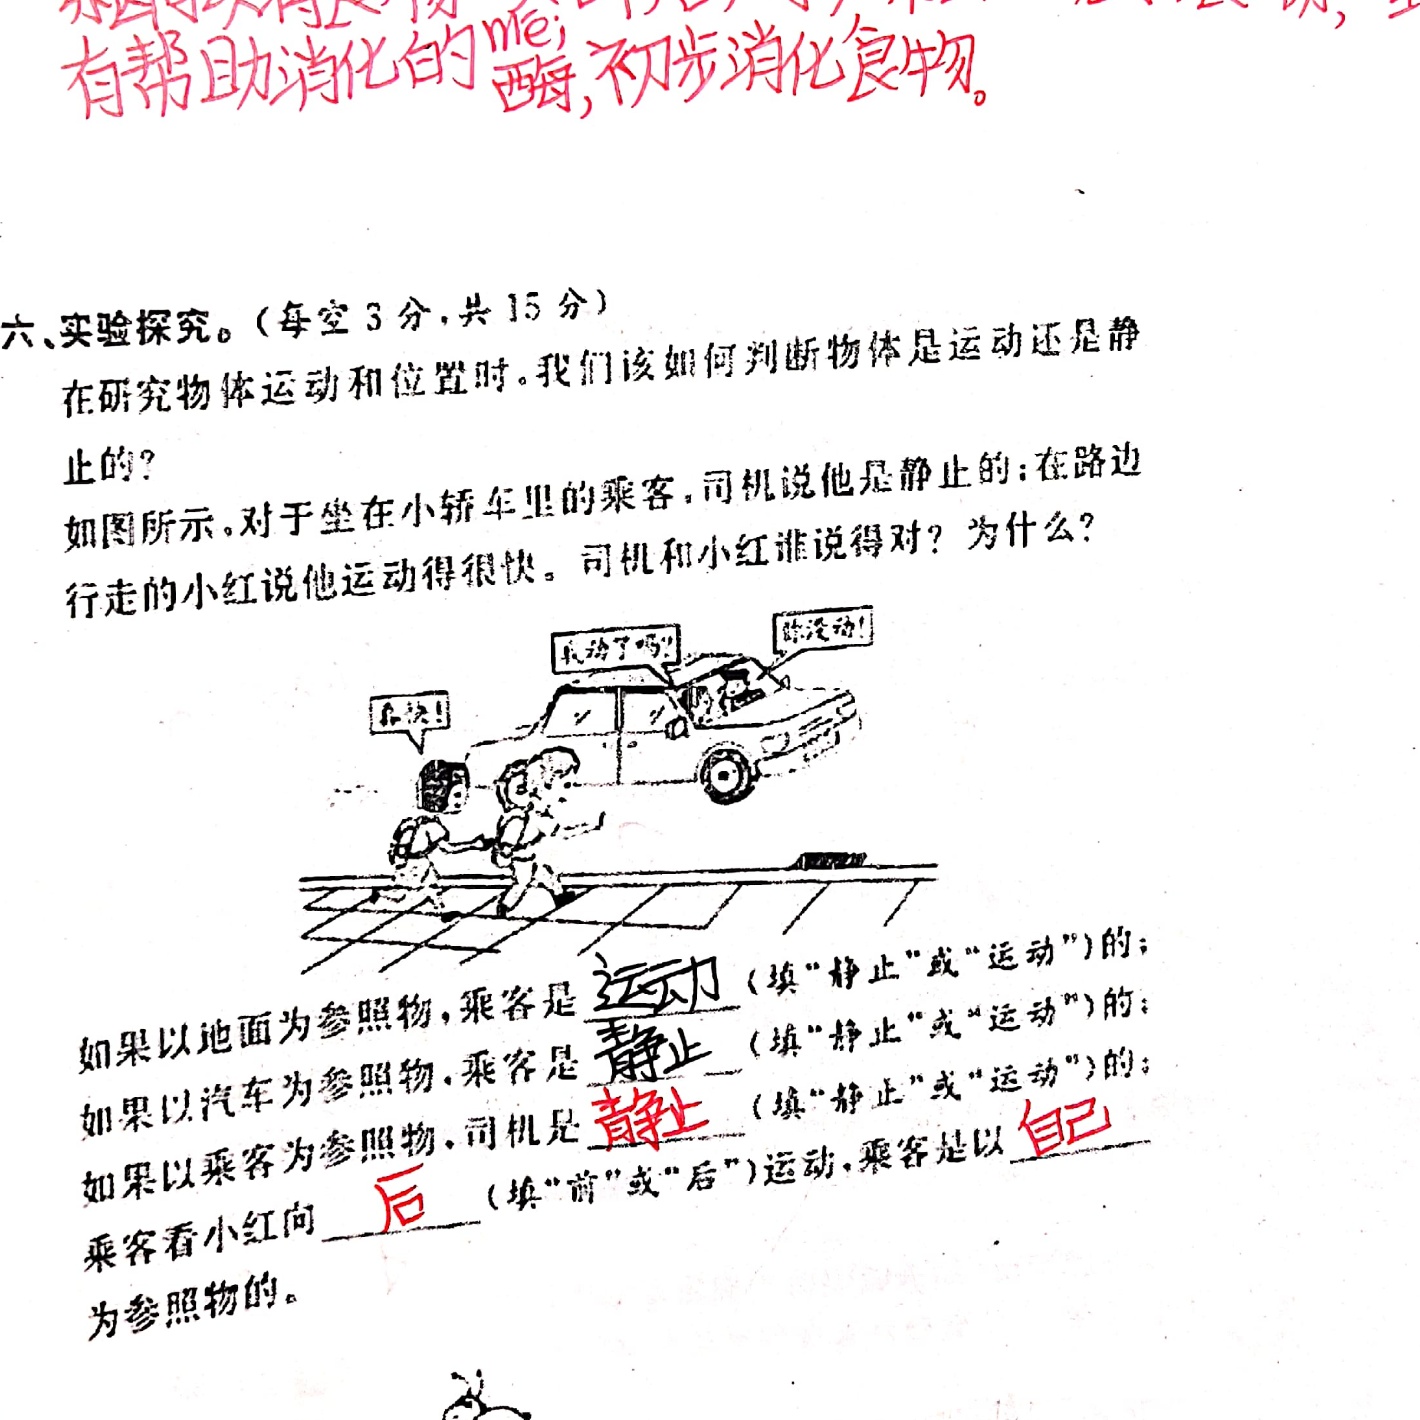 有帮助消化的酶,初步消化食物。
mei
六、实验探究。(每空3分,共15分)
在研究物体运动和位置时。我们该如何判断物体是运动还是静
止的?
如图所示。对于坐在小轿车里的乘客,司机说他是静止的;在路边
行走的小红说他运动得很快。司机和小红谁说得对? 为什么?
你没动!
我动了吗?
真快!
如果以地面为参照物,乘客是运动(填“静止”或“运动”)的;
如果以汽车为参照物,乘客是静止(填“静止”或“运动”)的;
如果以乘客为参照物,司机是静止(填“静止”或“运动”)的;
乘客看小红向后(填“前”或“后”)运动,乘客是以自己
为参照物的。